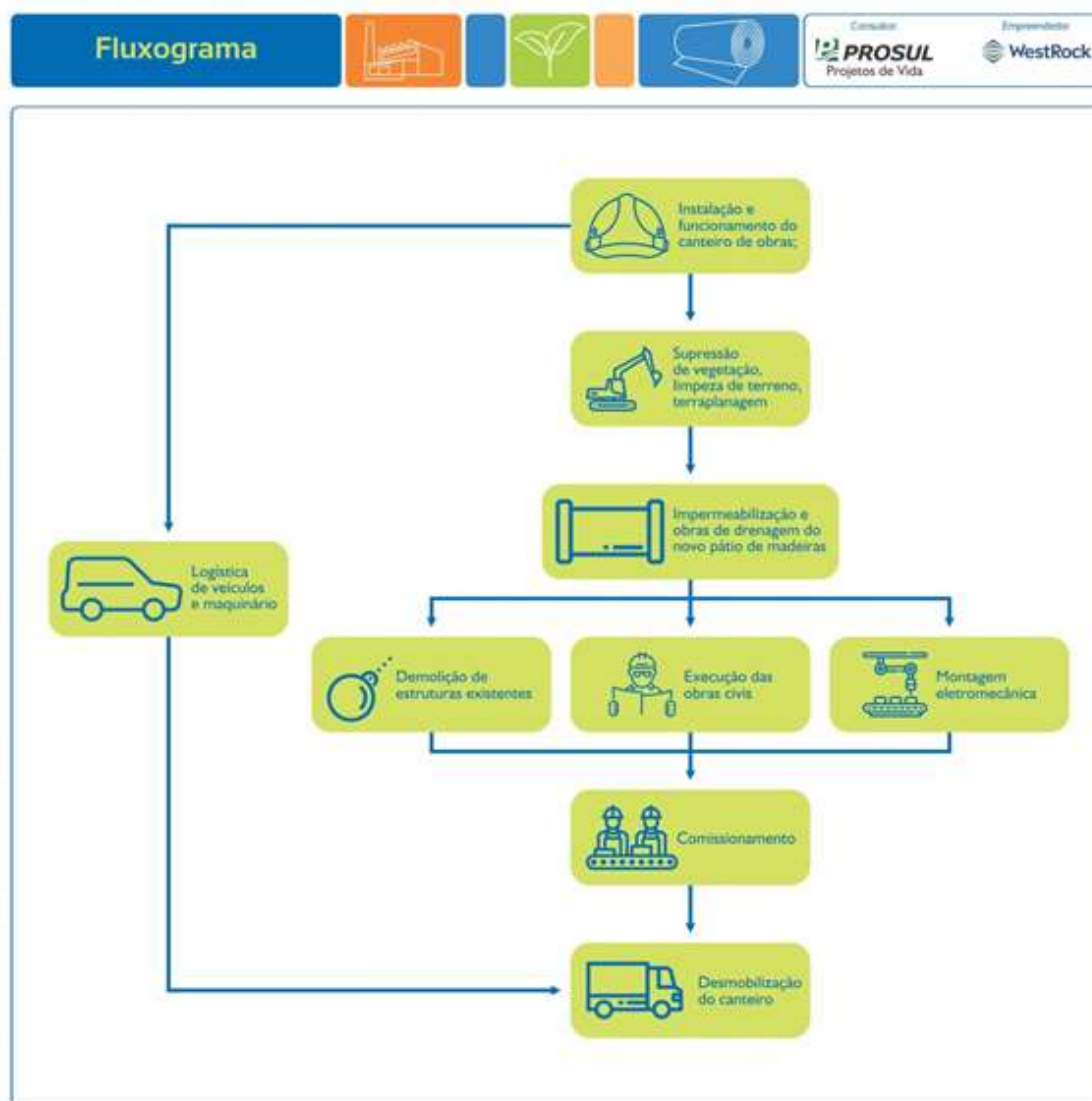 Fluxograma
Consultor:
PROSUL
Projetos de Vida
Empreendedor
WestRock
Instalação e
funcionamento do
canteiro de obras;
Supressão
de vegetação,
limpeza de terreno,
terraplanagem
Impermeabilização e
obras de drenagem do
novo pátio de madeiras
Logística
de veículos
e maquinário
Demolição de
estruturas existentes
Execução das
obras civis
Montagem
eletromecânica
Comissionamento
Desmobilização
do canteiro